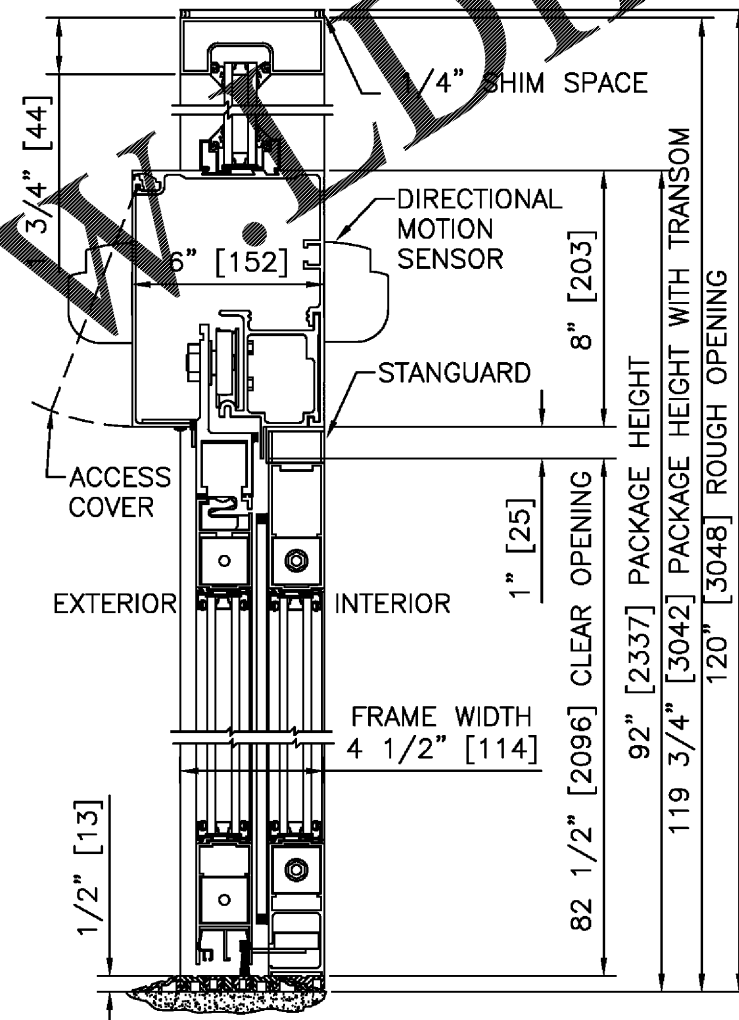 1/4" SHIM SPACE
3/4" [44]
DIRECTIONAL
MOTION
SENSOR
6" [152]
8" [203]
STANGUARD
ACCESS
COVER
1" [25]
EXTERIOR
INTERIOR
FRAME WIDTH
4 1/2" [114]
1/2" [13]
82 1/2" [2096] CLEAR OPENING
92" [2337] PACKAGE HEIGHT
119 3/4" [3042] PACKAGE HEIGHT WITH TRANSOM
120" [3048] ROUGH OPENING